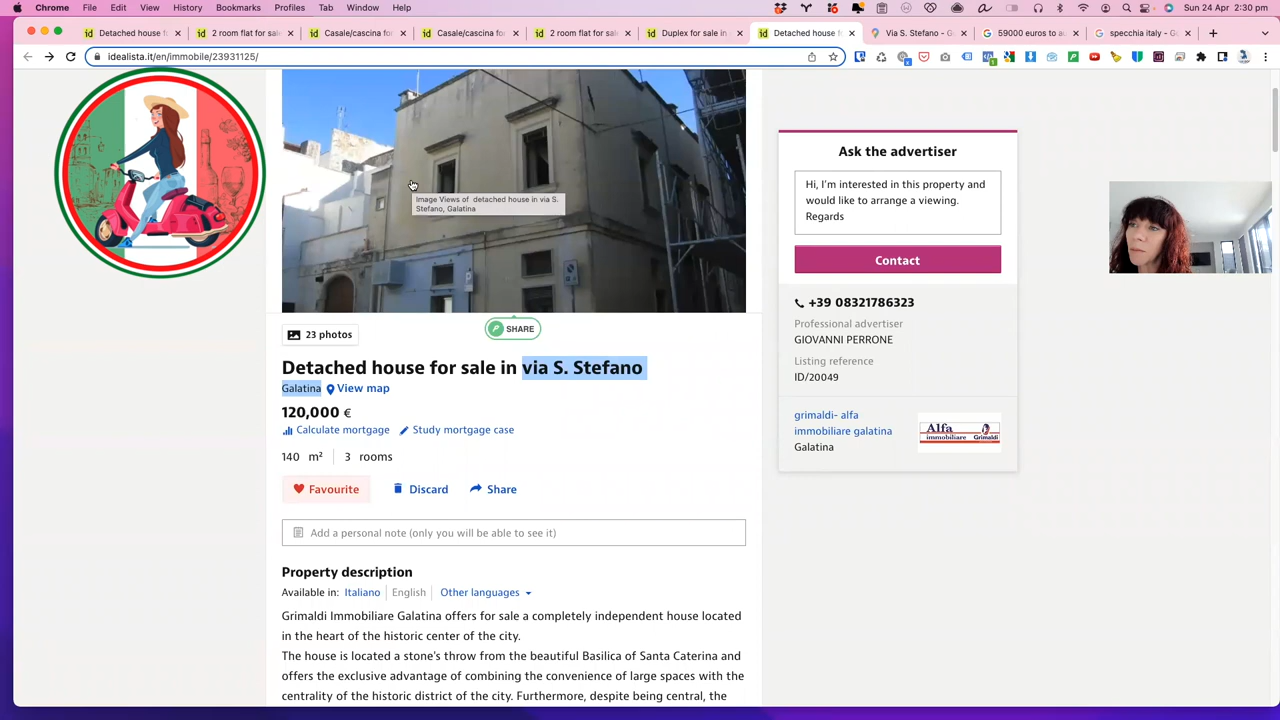 Chrome File Edit View History Bookmarks Profiles Tab Window Help
Sun 24 Apr 2:30 pm
Detached house f
2 room flat for sal
Casale/cascina for
Casale/cascina for
2 room flat for sal
Duplex for sale in
Detached house f
Via S. Stefano - G
59000 euros to au
specchia italy - G
idealista.it/en/immobile/23931125/
Image Views of detached house in via S.
Stefano, Galatina
23 photos
SHARE
Detached house for sale in via S. Stefano
Galatina View map
120,000 €
Calculate mortgage Study mortgage case
140 m² 3 rooms
Favourite Discard Share
Add a personal note (only you will be able to see it)
Property description
Available in: Italiano English Other languages
Grimaldi Immobiliare Galatina offers for sale a completely independent house located
in the heart of the historic center of the city.
The house is located a stone's throw from the beautiful Basilica of Santa Caterina and
offers the exclusive advantage of combining the convenience of large spaces with the
centrality of the historic district of the city. Furthermore, despite being central, the
Ask the advertiser
Hi, I'm interested in this property and
would like to arrange a viewing.
Regards
Contact
+39 08321786323
Professional advertiser
GIOVANNI PERRONE
Listing reference
ID/20049
grimaldi- alfa
immobiliare galatina
Galatina
Alfa
immobiliare Grimaldi